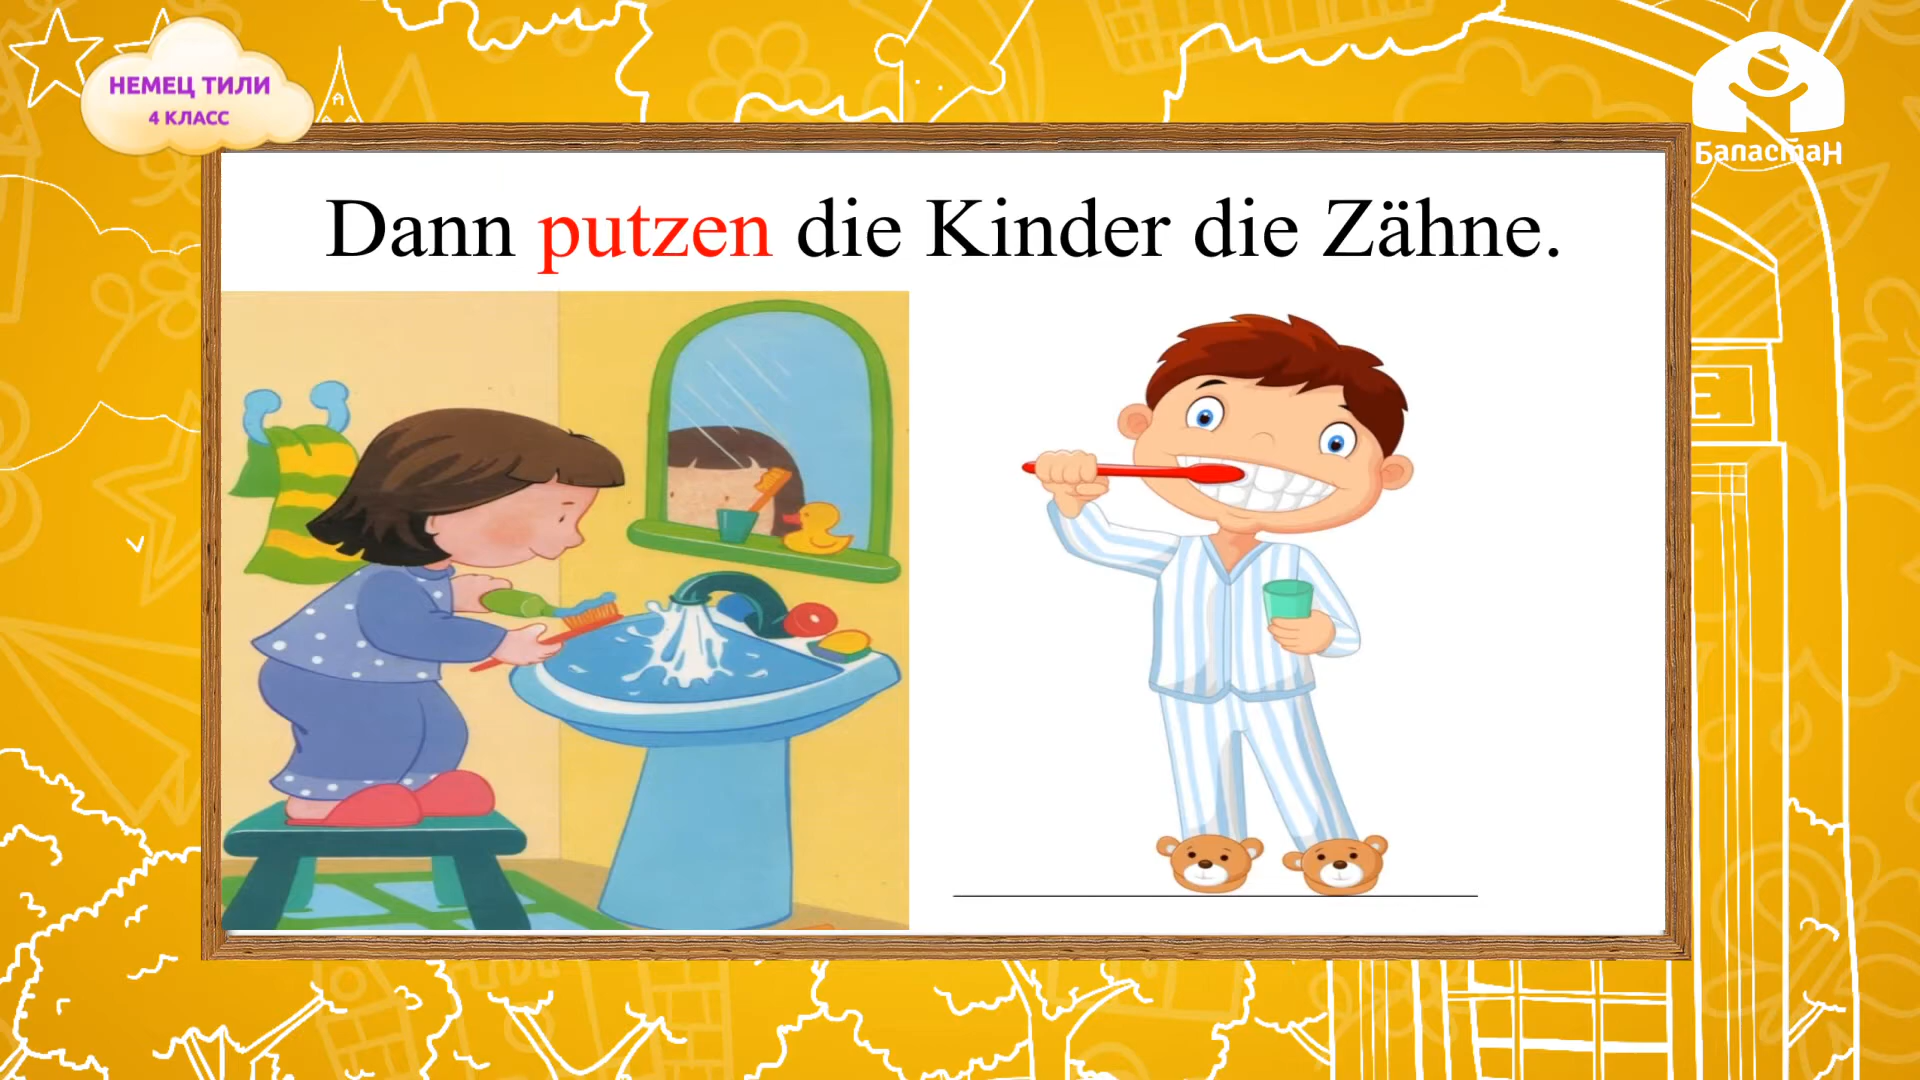 НЕМЕЦ ТИЛИ
4 КЛАСС
Баластан
Dann putzen die Kinder die Zähne.